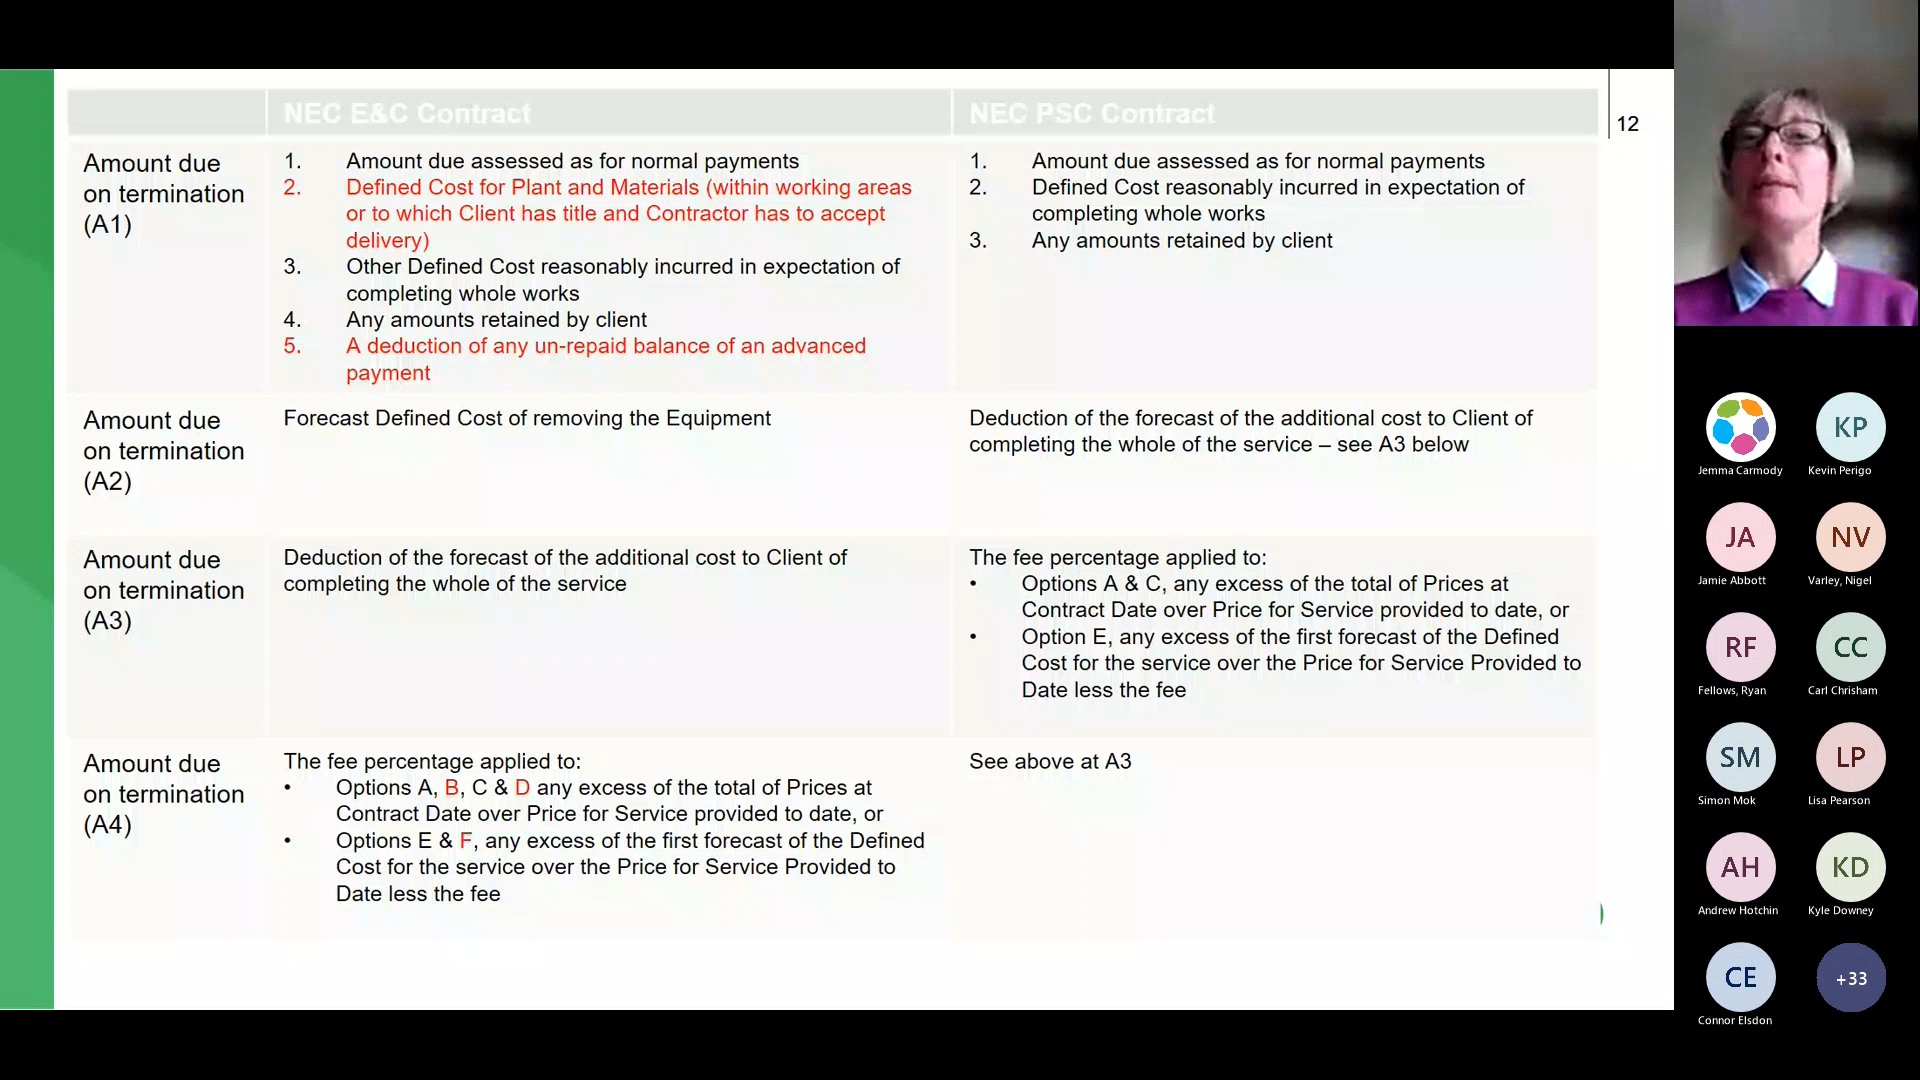 NEC E&C Contract
NEC PSC Contract
12
Amount due
on termination
(A1)
1. Amount due assessed as for normal payments
2. Defined Cost for Plant and Materials (within working areas
or to which Client has title and Contractor has to accept
delivery)
3. Other Defined Cost reasonably incurred in expectation of
completing whole works
4. Any amounts retained by client
5. A deduction of any un-repaid balance of an advanced
payment
1. Amount due assessed as for normal payments
2. Defined Cost reasonably incurred in expectation of
completing whole works
3. Any amounts retained by client
Amount due
on termination
(A2)
Forecast Defined Cost of removing the Equipment
Deduction of the forecast of the additional cost to Client of
completing the whole of the service – see A3 below
Amount due
on termination
(A3)
Deduction of the forecast of the additional cost to Client of
completing the whole of the service
The fee percentage applied to:
• Options A & C, any excess of the total of Prices at
Contract Date over Price for Service provided to date, or
• Option E, any excess of the first forecast of the Defined
Cost for the service over the Price for Service Provided to
Date less the fee
Amount due
on termination
(A4)
The fee percentage applied to:
• Options A, B, C & D any excess of the total of Prices at
Contract Date over Price for Service provided to date, or
• Options E & F, any excess of the first forecast of the Defined
Cost for the service over the Price for Service Provided to
Date less the fee
See above at A3
Jemma Carmody
KP
Kevin Perigo
JA
Jamie Abbott
NV
Varley, Nigel
RF
Fellows, Ryan
CC
Carl Chrisham
SM
Simon Mok
LP
Lisa Pearson
AH
Andrew Hotchin
KD
Kyle Downey
CE
Connor Elsdon
+33